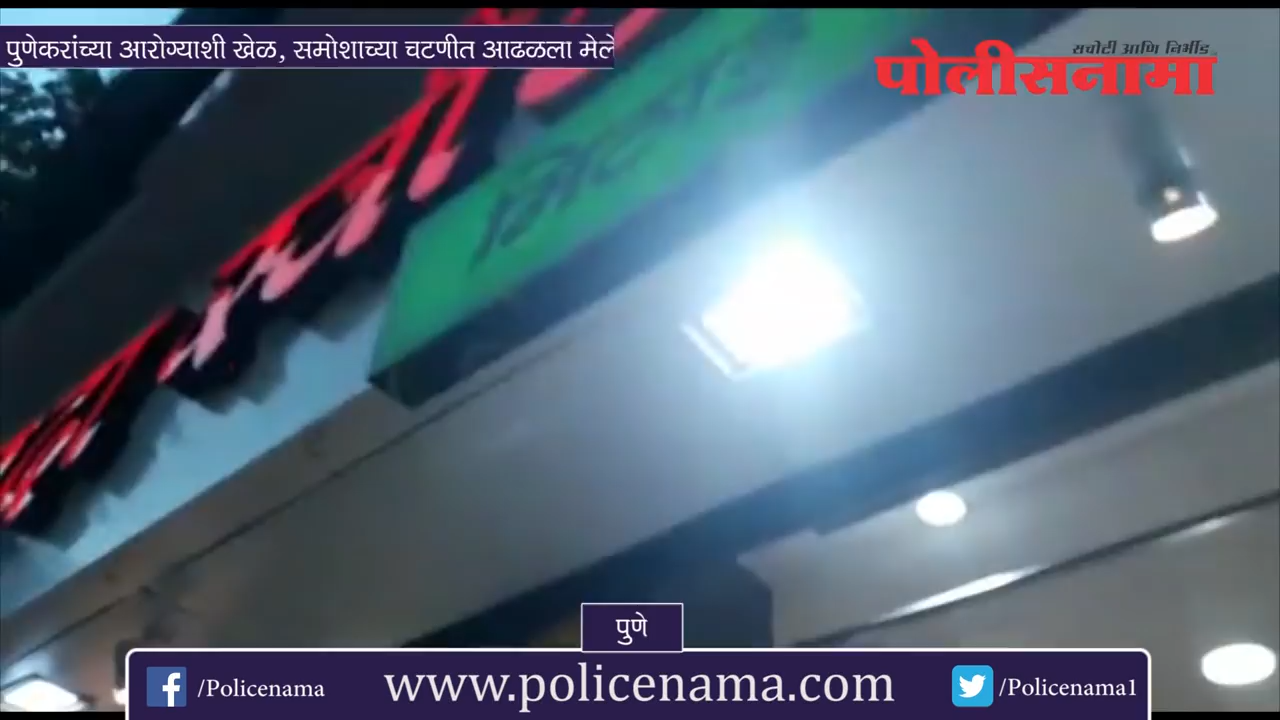 पुणेकरांच्या आरोग्याशी खेळ, समोशाच्या चटणीत आढळला मेले
सचोटी आणि निर्भीड
पोलीसनामा
पुणे
/Policenama
www.policenama.com
/Policenama1